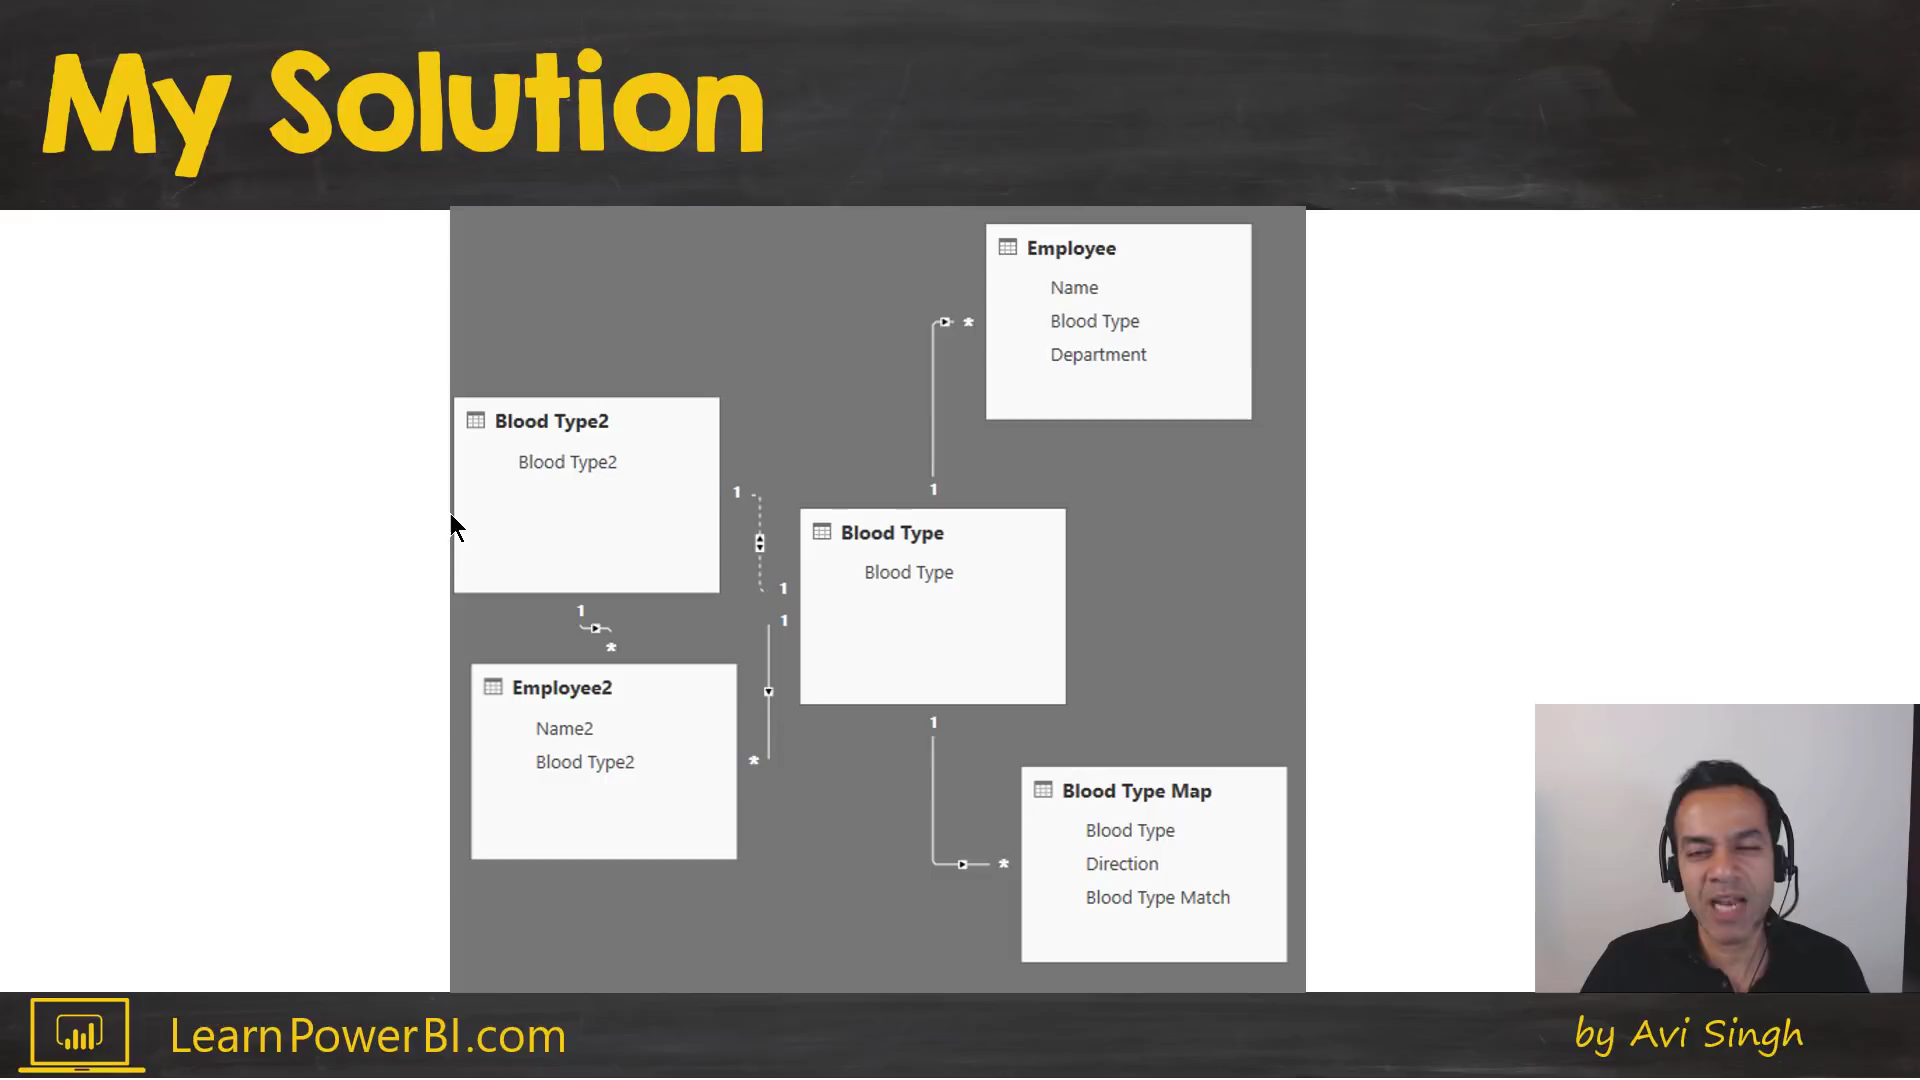 My Solution
Employee
Name
* Blood Type
Department
Blood Type2
Blood Type2
1
1
Blood Type
Blood Type
1
1
1
*
Employee2
Name2
* Blood Type2
1
Blood Type Map
Blood Type
* Direction
Blood Type Match
LearnPowerBI.com
by Avi Singh